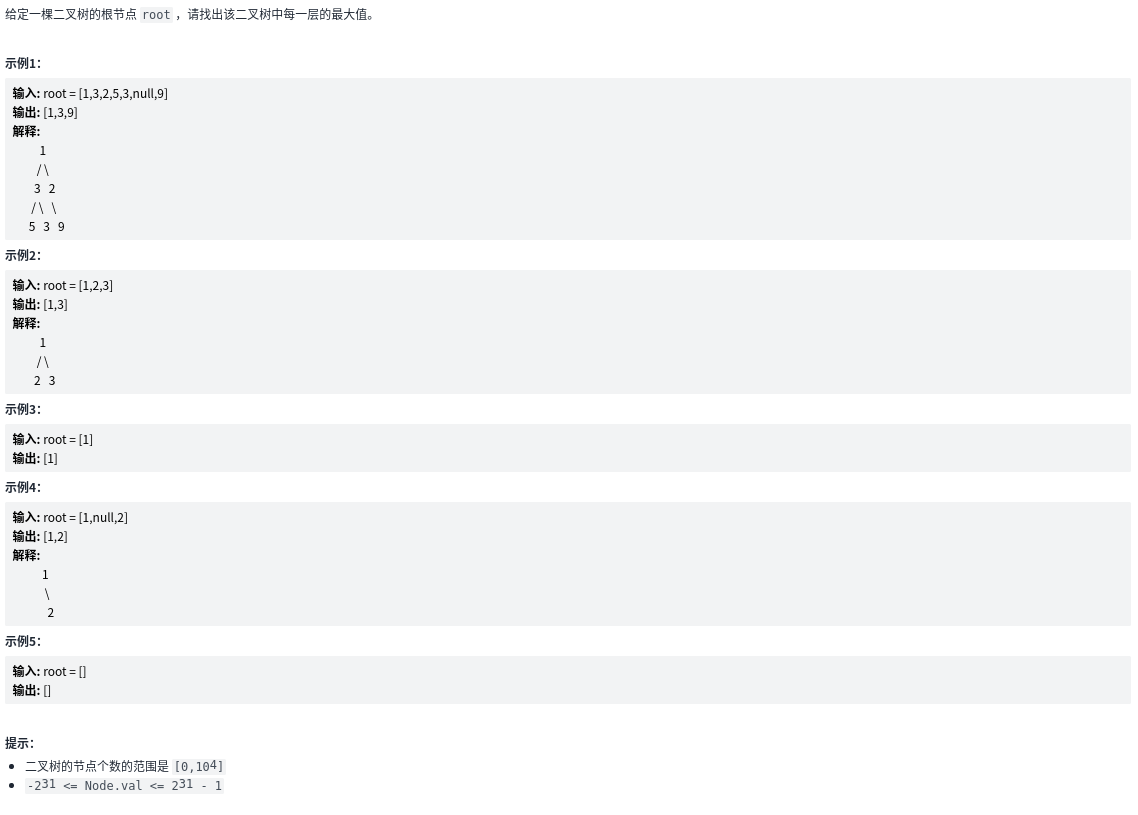 给定一棵二叉树的根节点 root ，请找出该二叉树中每一层的最大值。
示例1：
输入: root = [1,3,2,5,3,null,9]
输出: [1,3,9]
解释:
1
/ \
3 2
/ \ \
5 3 9
示例2：
输入: root = [1,2,3]
输出: [1,3]
解释:
1
/ \
2 3
示例3：
输入: root = [1]
输出: [1]
示例4：
输入: root = [1,null,2]
输出: [1,2]
解释:
1
\
2
示例5：
输入: root = []
输出: []
提示：
二叉树的节点个数的范围是 [0,10⁴]
-2³¹ <= Node.val <= 2³¹ - 1